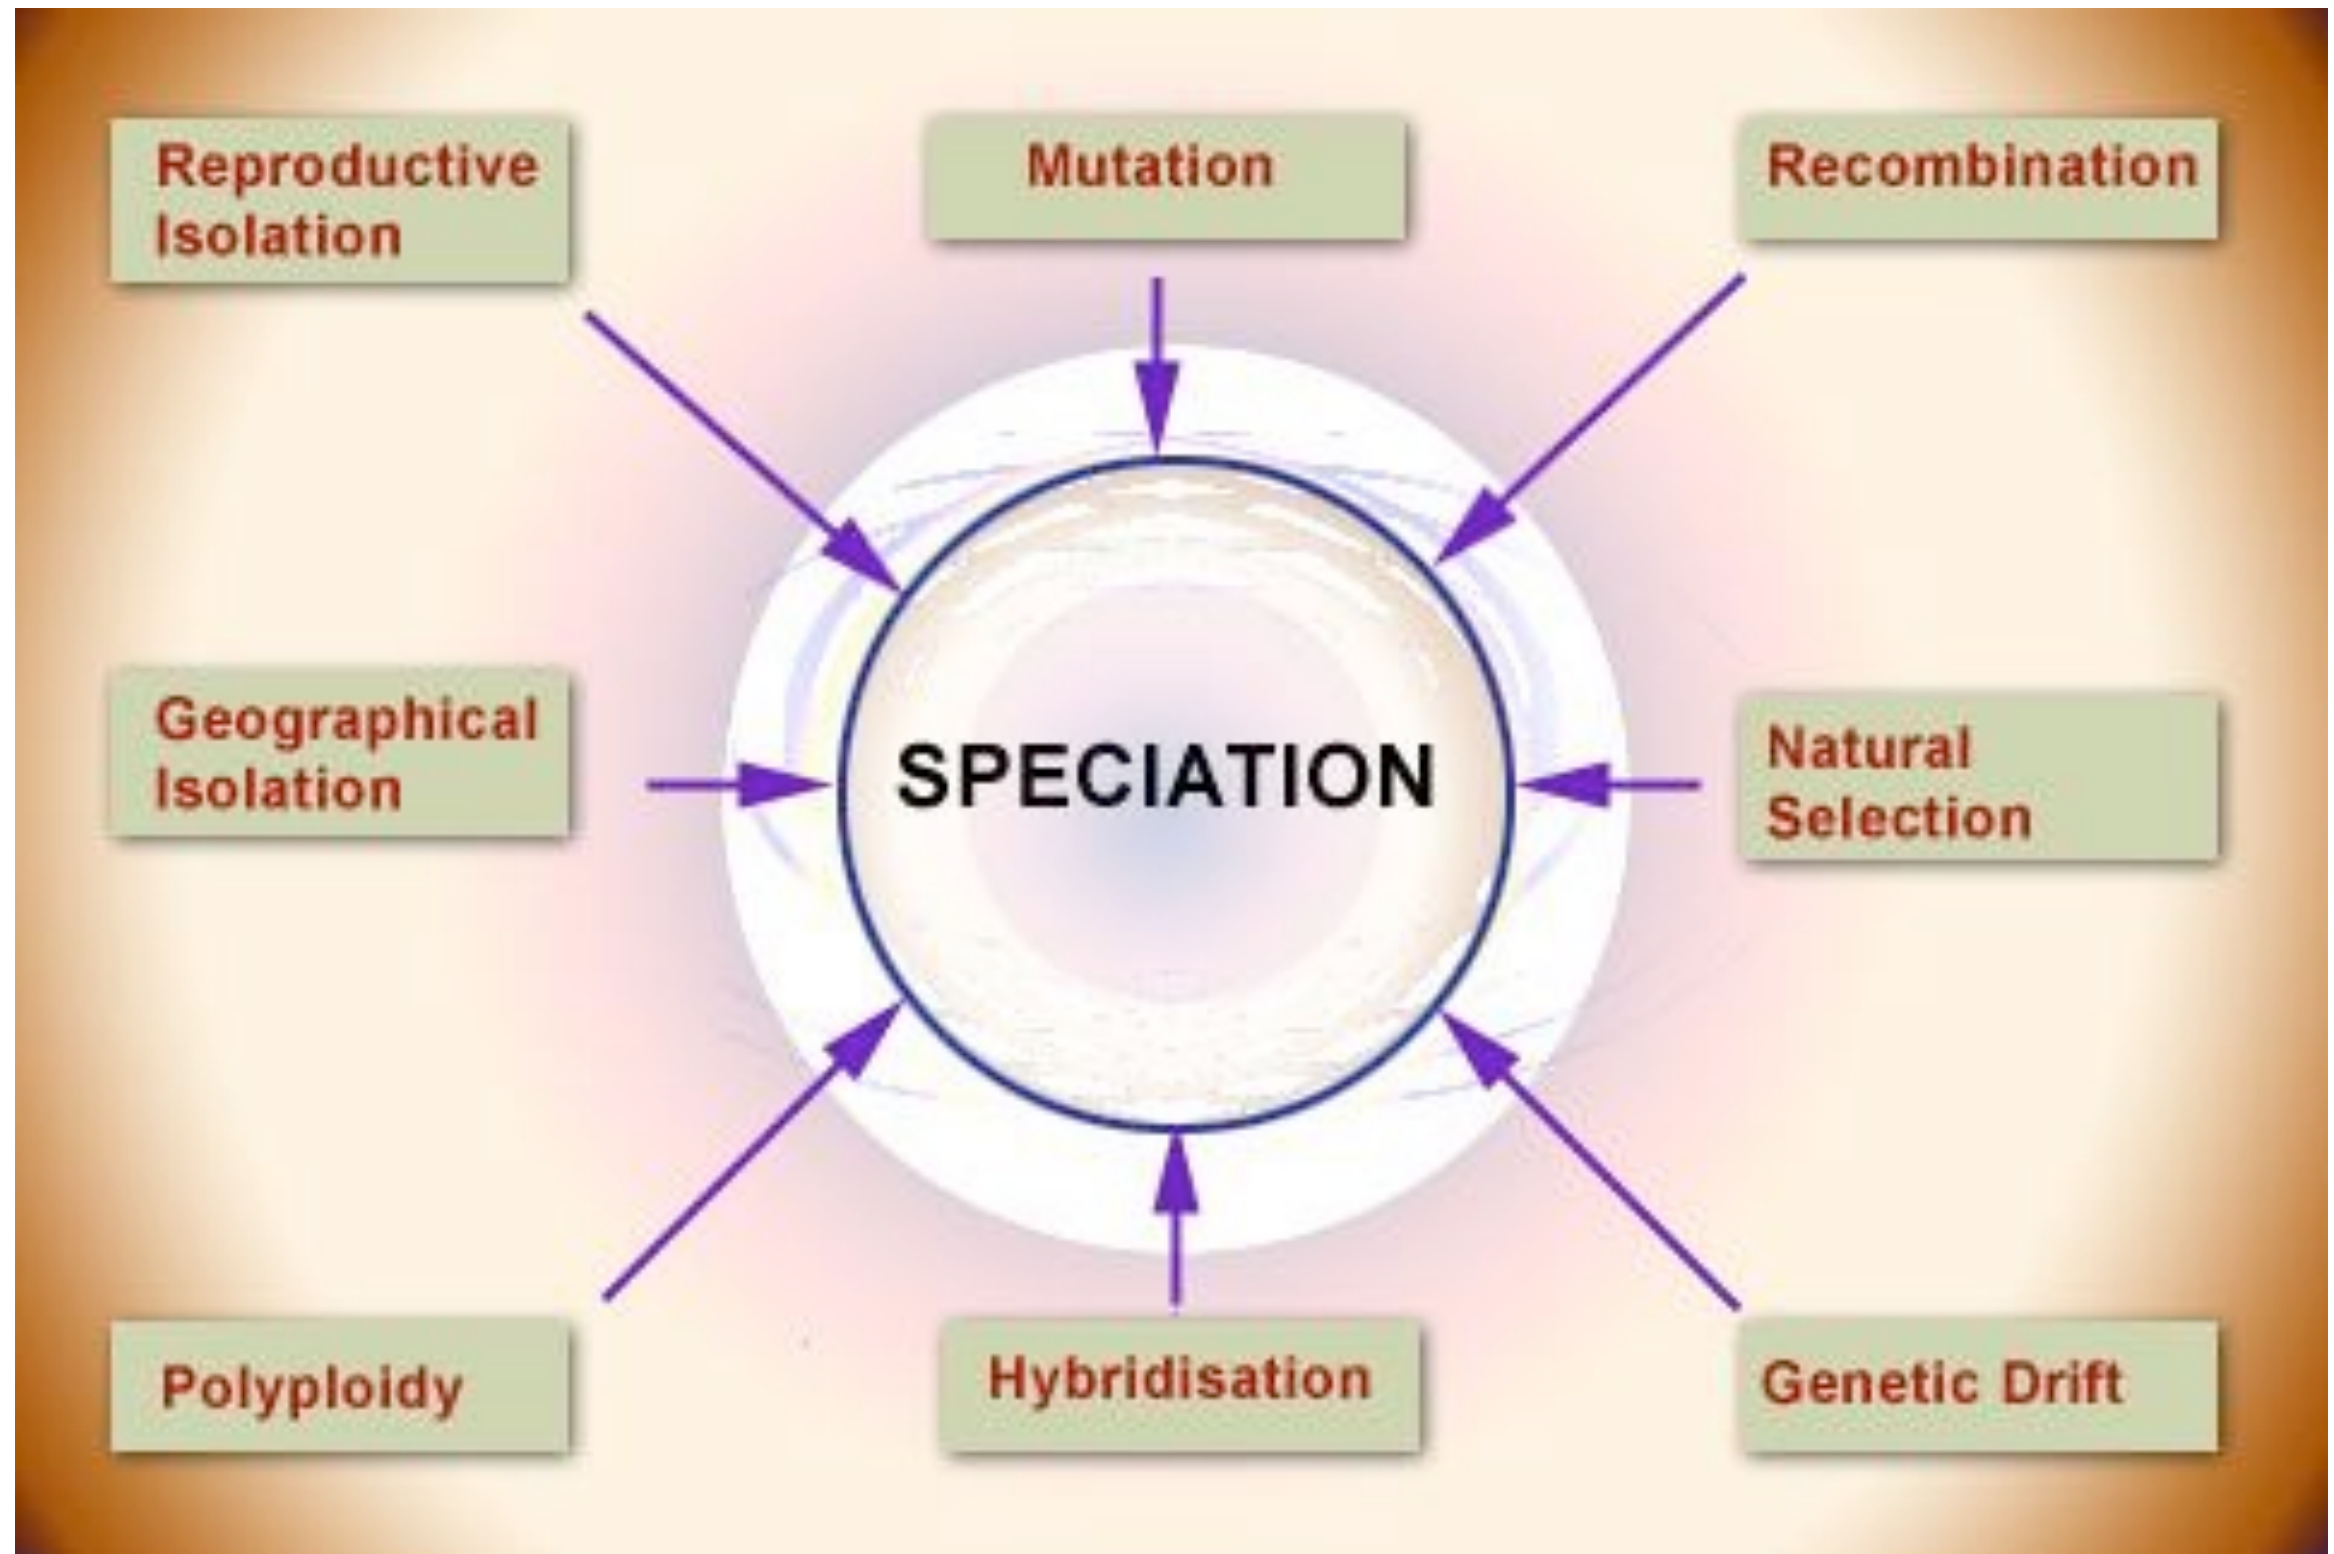 Reproductive
Isolation
Mutation
Recombination
Geographical
Isolation
SPECIATION
Natural
Selection
Polyploidy
Hybridisation
Genetic Drift